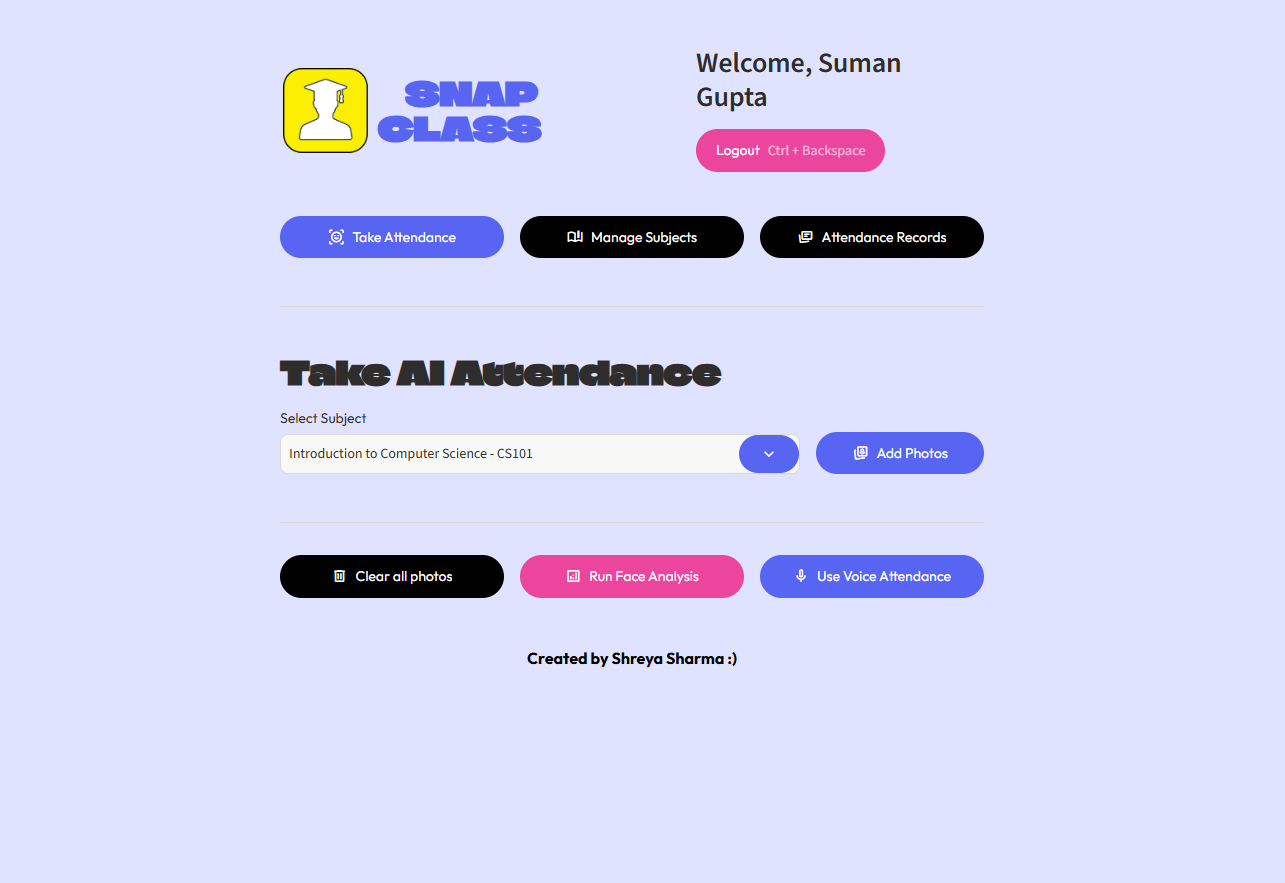 SNAP
CLASS
Welcome, Suman
Gupta
Logout Ctrl + Backspace
Take Attendance
Manage Subjects
Attendance Records
Take AI Attendance
Select Subject
Introduction to Computer Science - CS101
Add Photos
Clear all photos
Run Face Analysis
Use Voice Attendance
Created by Shreya Sharma :)